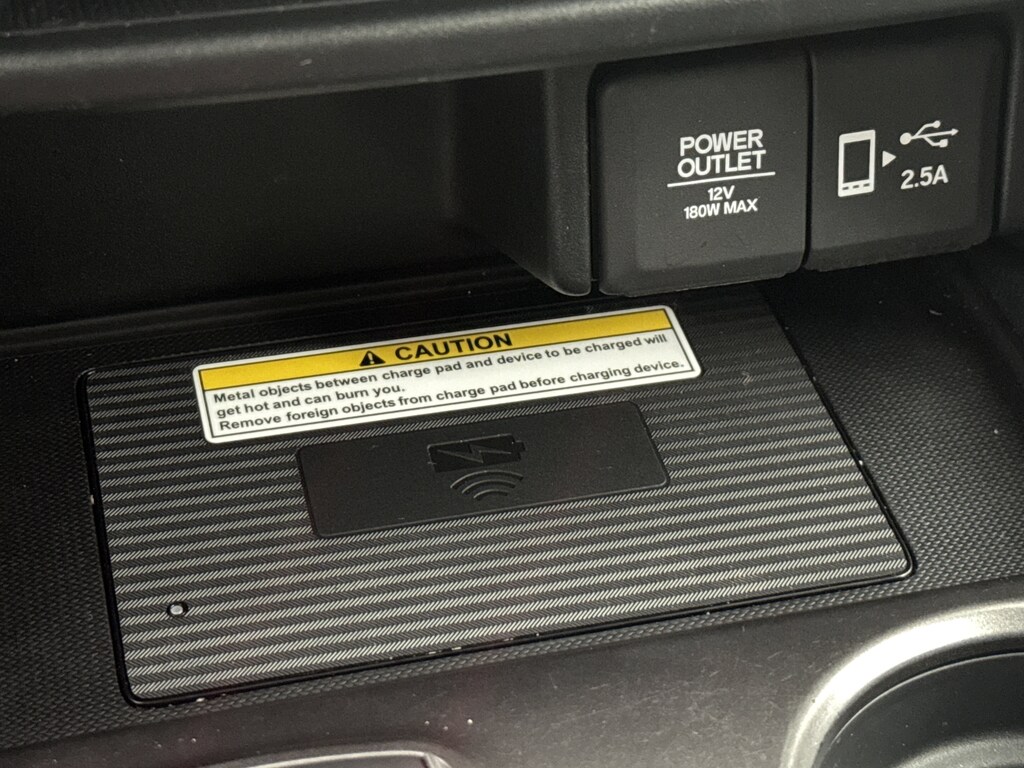 POWER
OUTLET
12V
180W MAX
2.5A
CAUTION
Metal objects between charge pad and device to be charged will
get hot and can burn you.
Remove foreign objects from charge pad before charging device.